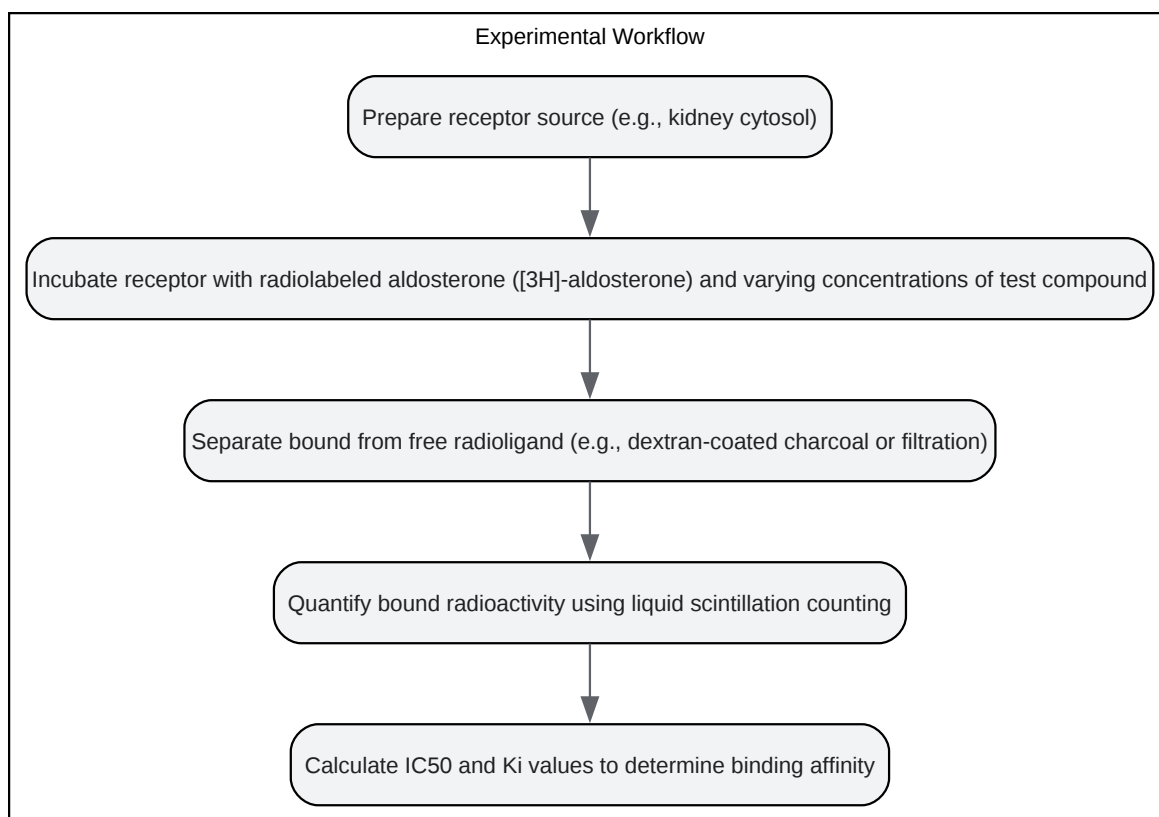 Experimental Workflow
Prepare receptor source (e.g., kidney cytosol)
Incubate receptor with radiolabeled aldosterone ([3H]-aldosterone) and varying concentrations of test compound
Separate bound from free radioligand (e.g., dextran-coated charcoal or filtration)
Quantify bound radioactivity using liquid scintillation counting
Calculate IC50 and Ki values to determine binding affinity